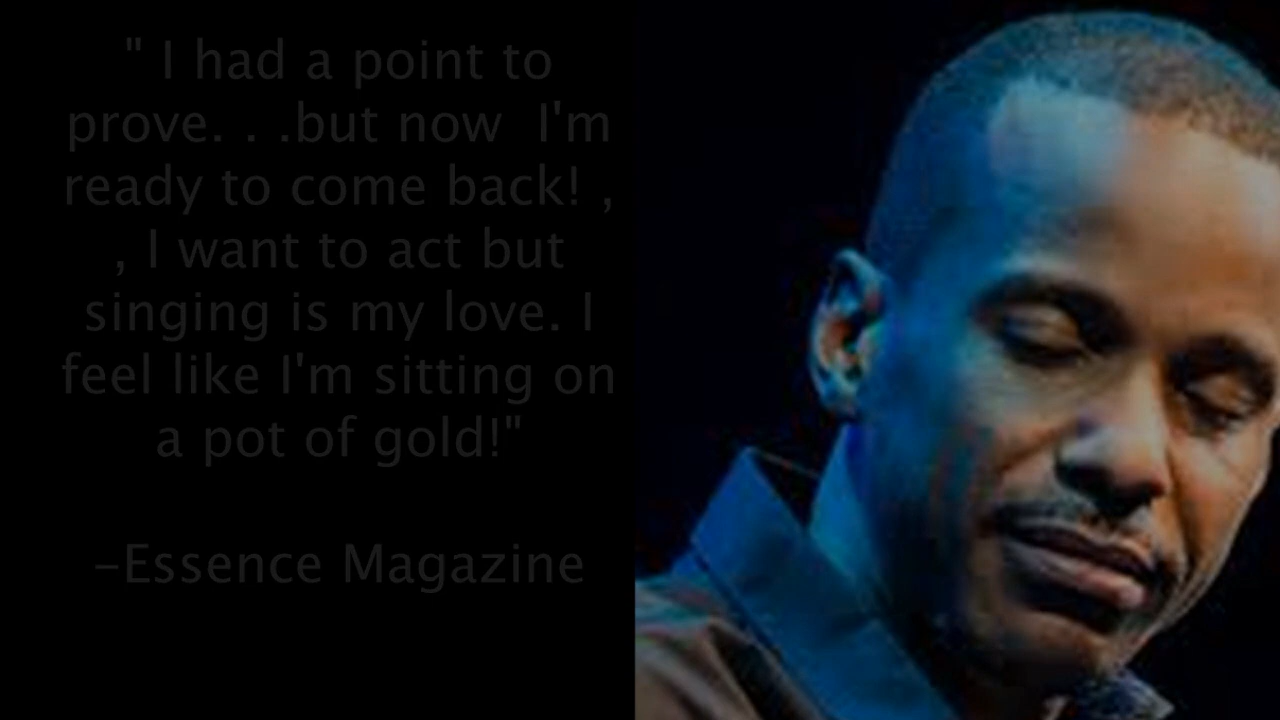 " I had a point to
prove. . .but now  I'm
ready to come back! ,
, I want to act but
singing is my love. I
feel like I'm sitting on
a pot of gold!"
–Essence Magazine